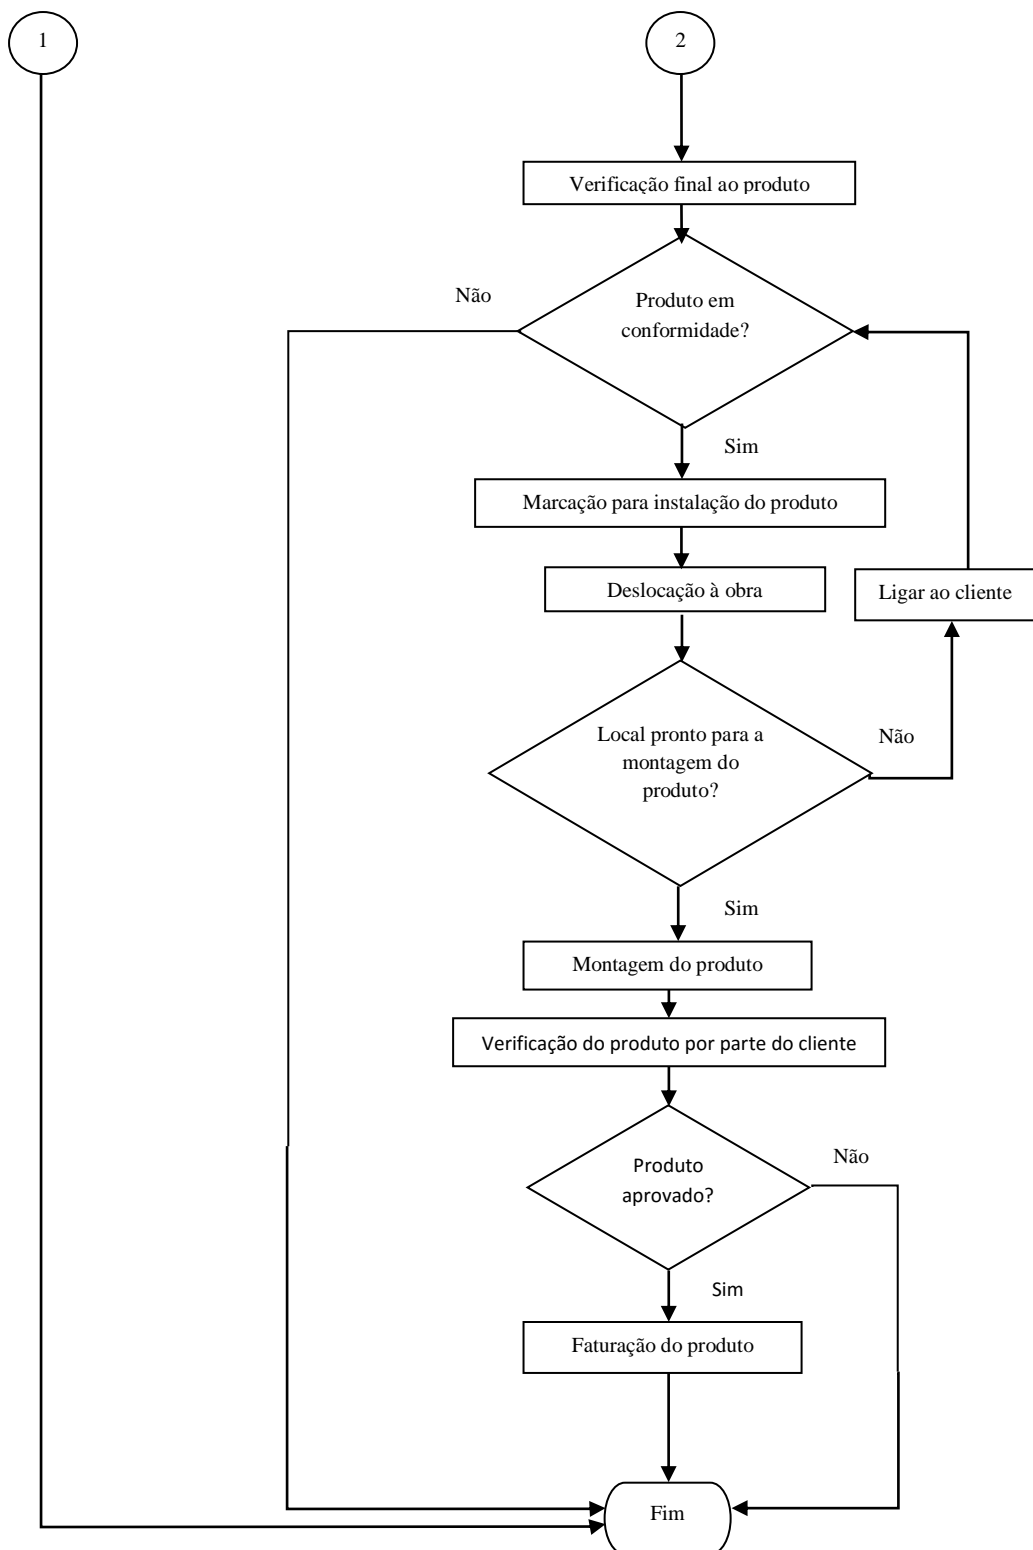 1
2
Verificação final ao produto
Não
Produto em
conformidade?
Sim
Marcação para instalação do produto
Deslocação à obra
Ligar ao cliente
Local pronto para a
montagem do
produto?
Não
Sim
Montagem do produto
Verificação do produto por parte do cliente
Produto
aprovado?
Não
Sim
Faturação do produto
Fim